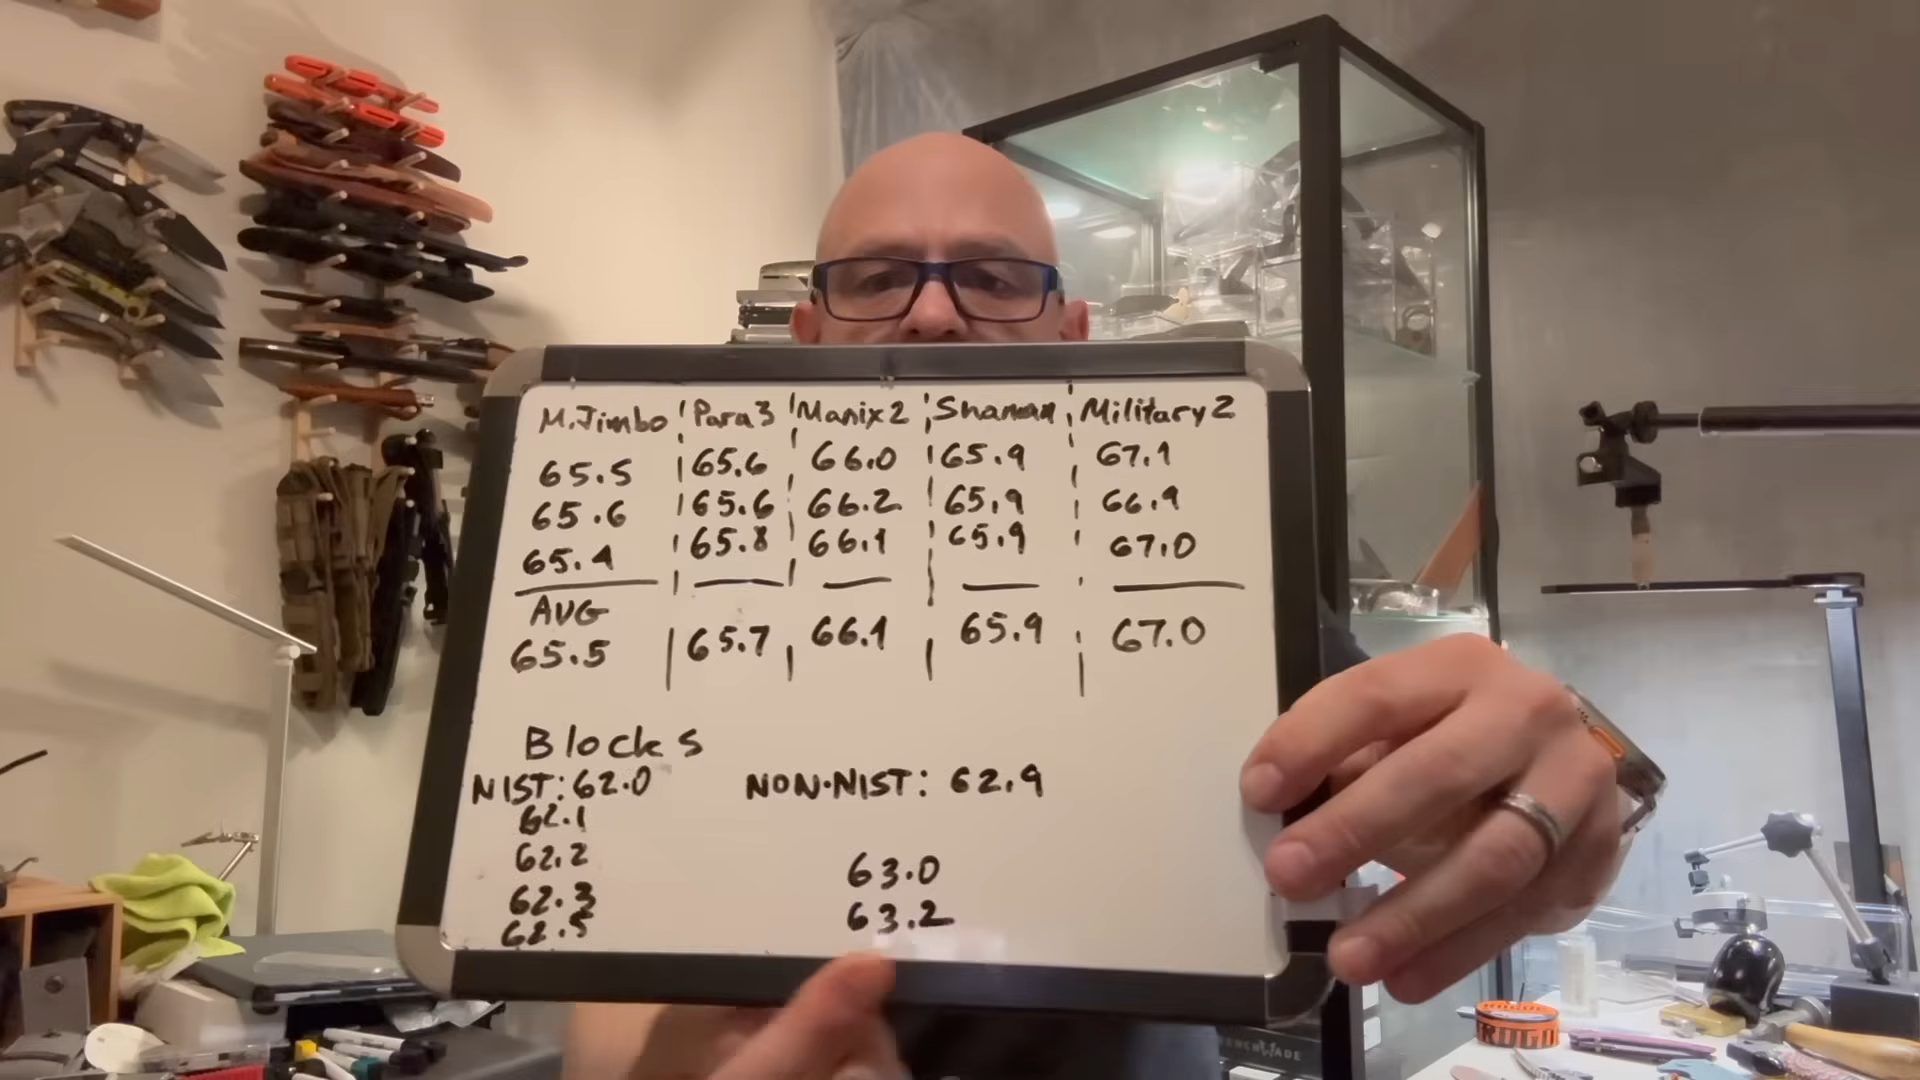 M.Jimbo Para3 Manix2 Shaman Military2
65.5 65.6 66.0 65.9 67.1
65.6 65.6 66.2 65.9 66.9
65.4 65.8 66.1 65.9 67.0
AVG
65.5 65.7 66.1 65.9 67.0
Blocks
NIST: 62.0 NON-NIST: 62.9
62.1
62.2 63.0
62.3 63.2
62.5